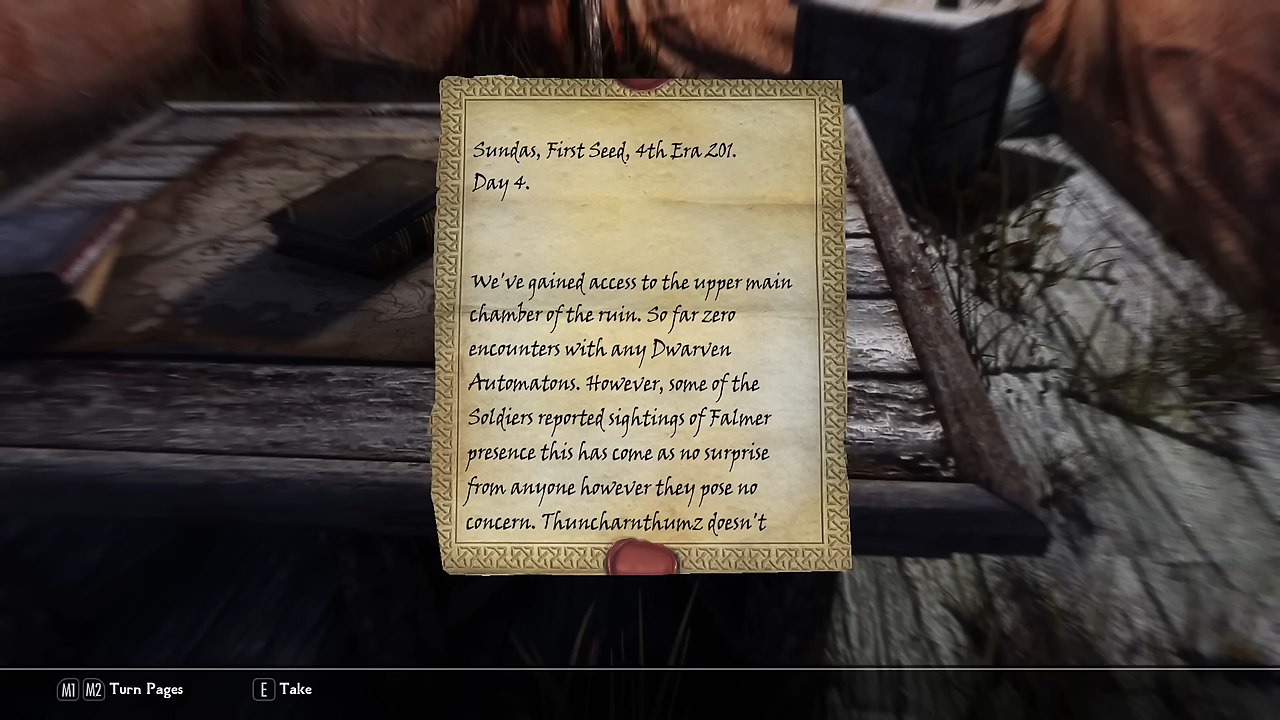 Sundas, First Seed, 4th Era 201.
Day 4.
We've gained access to the upper main
chamber of the ruin. So far zero
encounters with any Dwarven
Automatons. However, some of the
Soldiers reported sightings of Falmer
presence this has come as no surprise
from anyone however they pose no
concern. Thuncharnthumz doesn't
M1 M2 Turn Pages
E Take